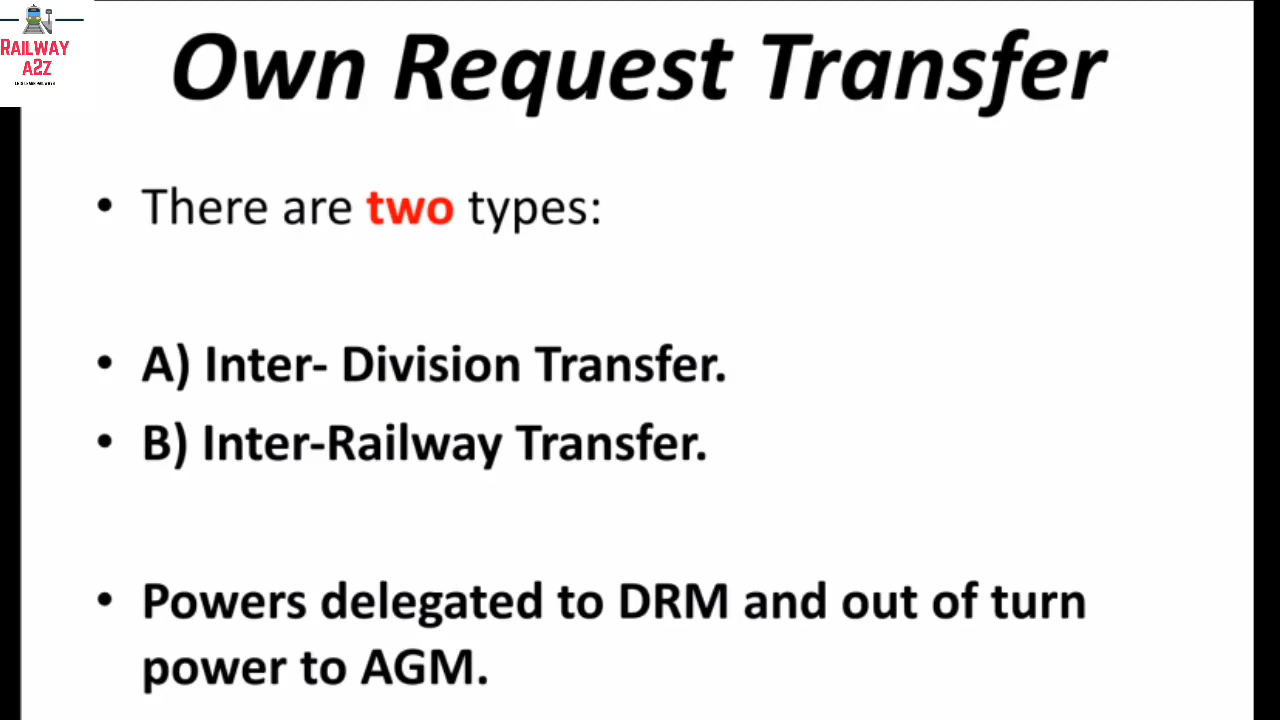 RAILWAY
A2Z
Own Request Transfer
• There are two types:
• A) Inter- Division Transfer.
• B) Inter-Railway Transfer.
• Powers delegated to DRM and out of turn
power to AGM.